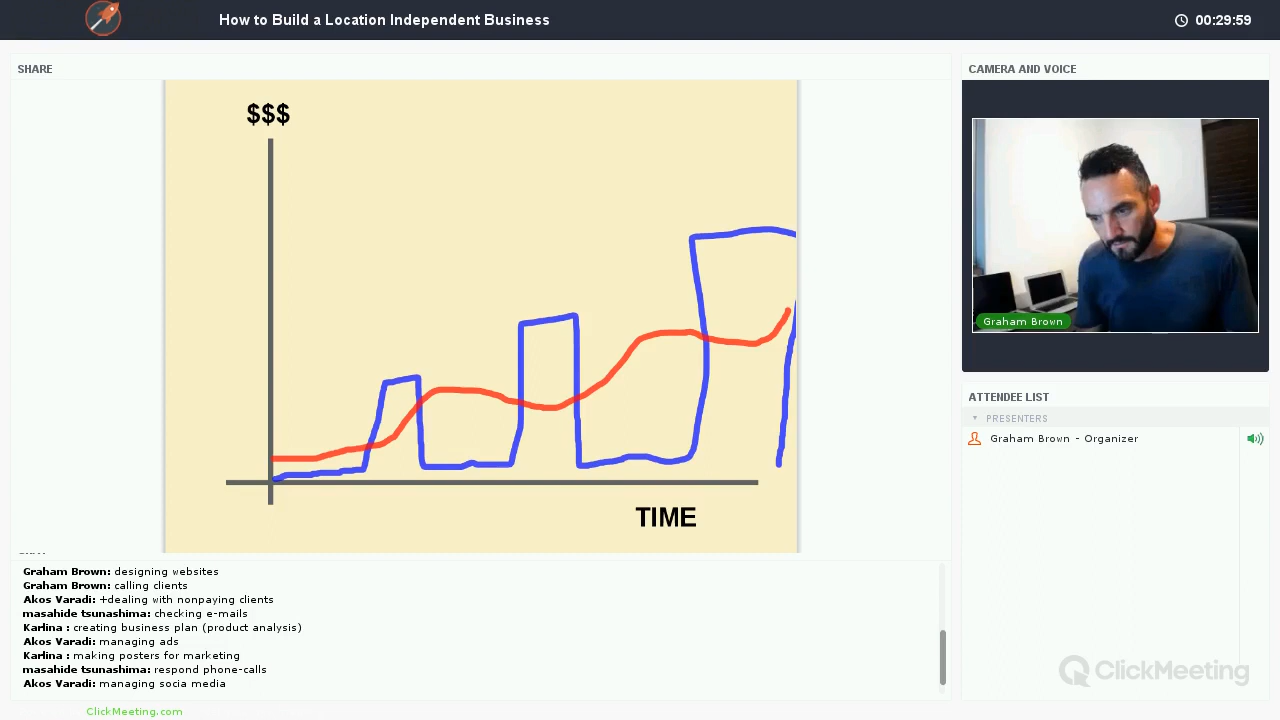 How to Build a Location Independent Business
00:29:59
SHARE
CAMERA AND VOICE
$$$
TIME
Graham Brown
ATTENDEE LIST
PRESENTERS
Graham Brown - Organizer
Graham Brown: designing websites
Graham Brown: calling clients
Akos Varadi: +dealing with nonpaying clients
masahide tsunashima: checking e-mails
Karlina : creating business plan (product analysis)
Akos Varadi: managing ads
Karlina : making posters for marketing
masahide tsunashima: respond phone-calls
Akos Varadi: managing socia media
ClickMeeting
ClickMeeting.com